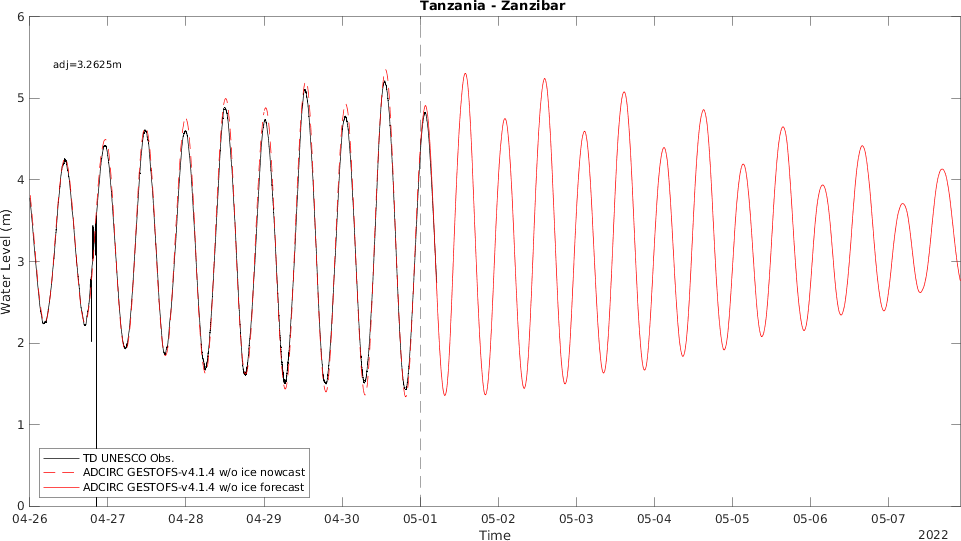 Tanzania - Zanzibar
adj=3.2625m
Water Level (m)
6
5
4
3
2
1
0
TD UNESCO Obs.
ADCIRC GESTOFS-v4.1.4 w/o ice nowcast
ADCIRC GESTOFS-v4.1.4 w/o ice forecast
04-26 04-27 04-28 04-29 04-30 05-01 05-02 05-03 05-04 05-05 05-06 05-07
Time
2022